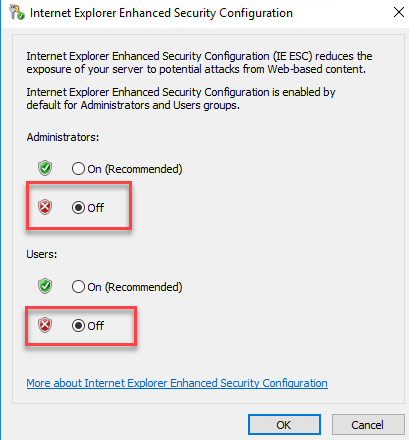 Internet Explorer Enhanced Security Configuration
Internet Explorer Enhanced Security Configuration (IE ESC) reduces the
exposure of your server to potential attacks from Web-based content.
Internet Explorer Enhanced Security Configuration is enabled by
default for Administrators and Users groups.
Administrators:
On (Recommended)
Off
Users:
On (Recommended)
Off
More about Internet Explorer Enhanced Security Configuration
OK Cancel